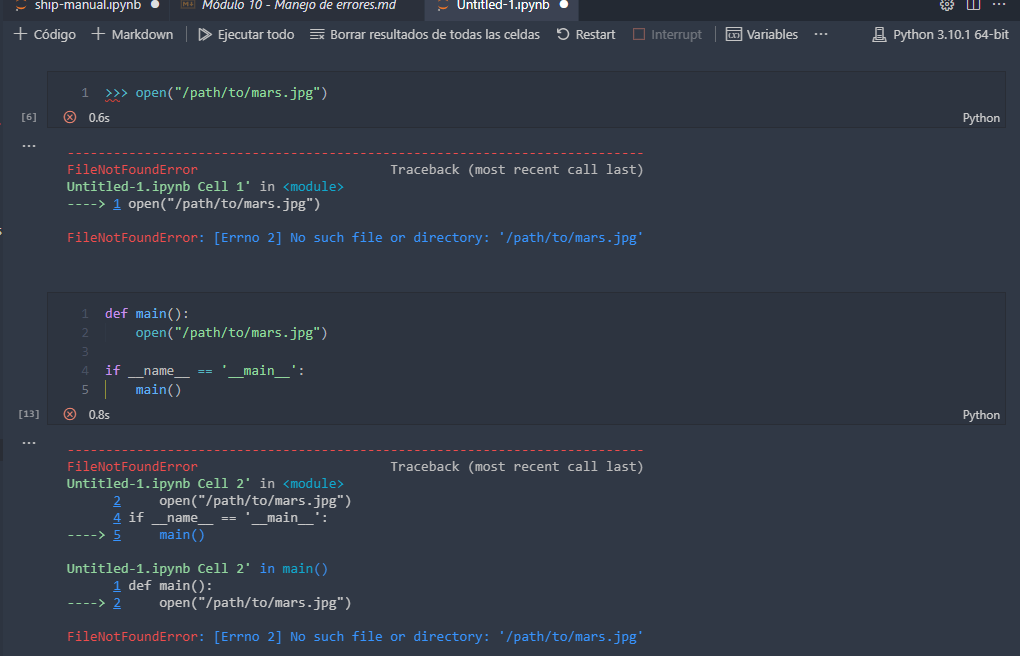 ship-manual.ipynb Módulo 10 - Manejo de errores.md Untitled-1.ipynb
Código Markdown Ejecutar todo Borrar resultados de todas las celdas Restart Interrupt Variables ... Python 3.10.1 64-bit
1 >>> open("/path/to/mars.jpg")
[6] 0.6s Python
...
---------------------------------------------------------------------------
FileNotFoundError Traceback (most recent call last)
Untitled-1.ipynb Cell 1' in <module>
----> 1 open("/path/to/mars.jpg")
FileNotFoundError: [Errno 2] No such file or directory: '/path/to/mars.jpg'
1 def main():
2 open("/path/to/mars.jpg")
3
4 if __name__ == '__main__':
5 main()
[13] 0.8s Python
...
---------------------------------------------------------------------------
FileNotFoundError Traceback (most recent call last)
Untitled-1.ipynb Cell 2' in <module>
2 open("/path/to/mars.jpg")
4 if __name__ == '__main__':
----> 5 main()
Untitled-1.ipynb Cell 2' in main()
1 def main():
----> 2 open("/path/to/mars.jpg")
FileNotFoundError: [Errno 2] No such file or directory: '/path/to/mars.jpg'